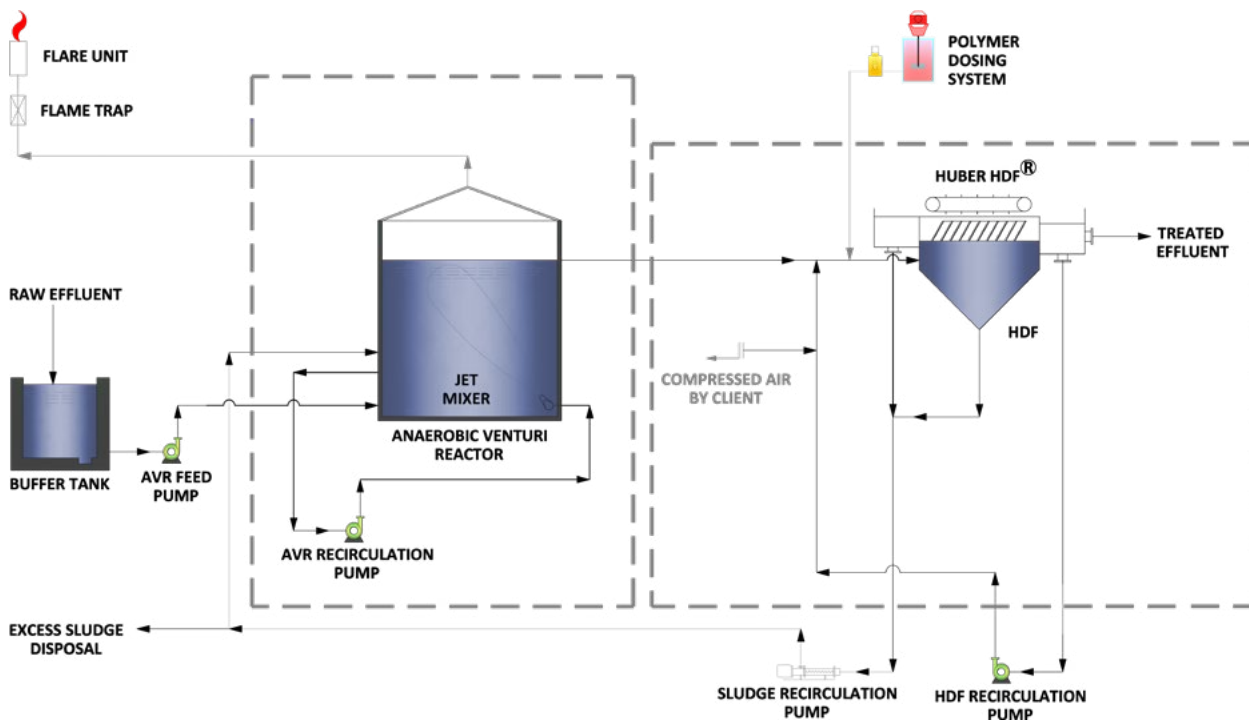 FLARE UNIT
FLAME TRAP
POLYMER
DOSING
SYSTEM
HUBER HDF®
TREATED
EFFLUENT
RAW EFFLUENT
HDF
COMPRESSED AIR
BY CLIENT
JET
MIXER
ANAEROBIC VENTURI
REACTOR
BUFFER TANK
AVR FEED
PUMP
AVR RECIRCULATION
PUMP
EXCESS SLUDGE
DISPOSAL
SLUDGE RECIRCULATION
PUMP
HDF RECIRCULATION
PUMP